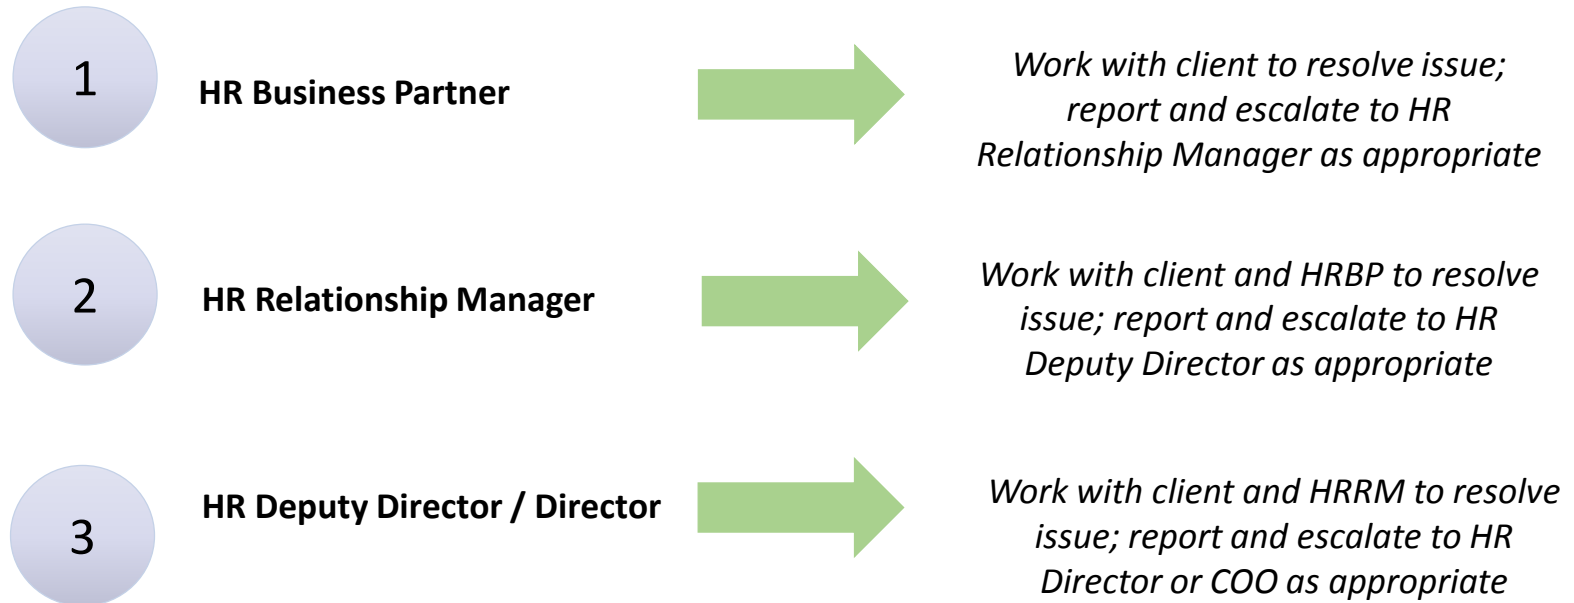 1
HR Business Partner
Work with client to resolve issue;
report and escalate to HR
Relationship Manager as appropriate
2
HR Relationship Manager
Work with client and HRBP to resolve
issue; report and escalate to HR
Deputy Director as appropriate
3
HR Deputy Director / Director
Work with client and HRRM to resolve
issue; report and escalate to HR
Director or COO as appropriate